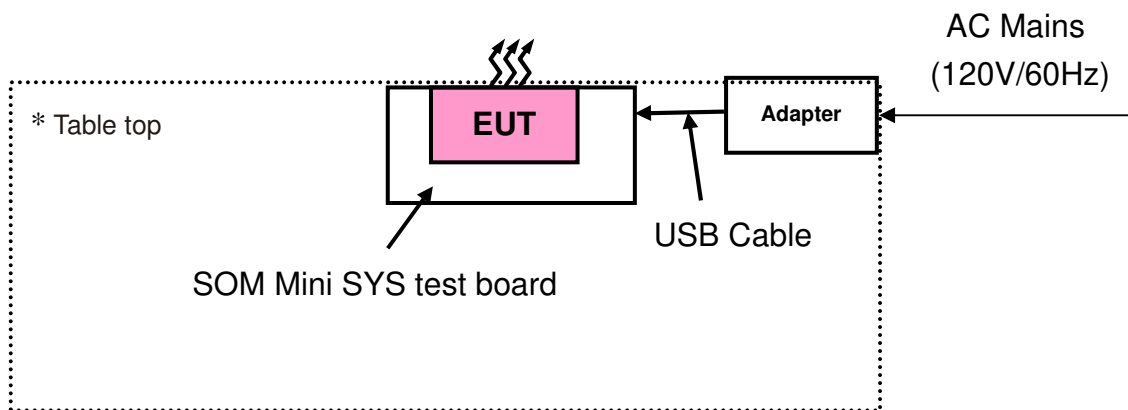 AC Mains
(120V/60Hz)
* Table top
EUT
Adapter
USB Cable
SOM Mini SYS test board